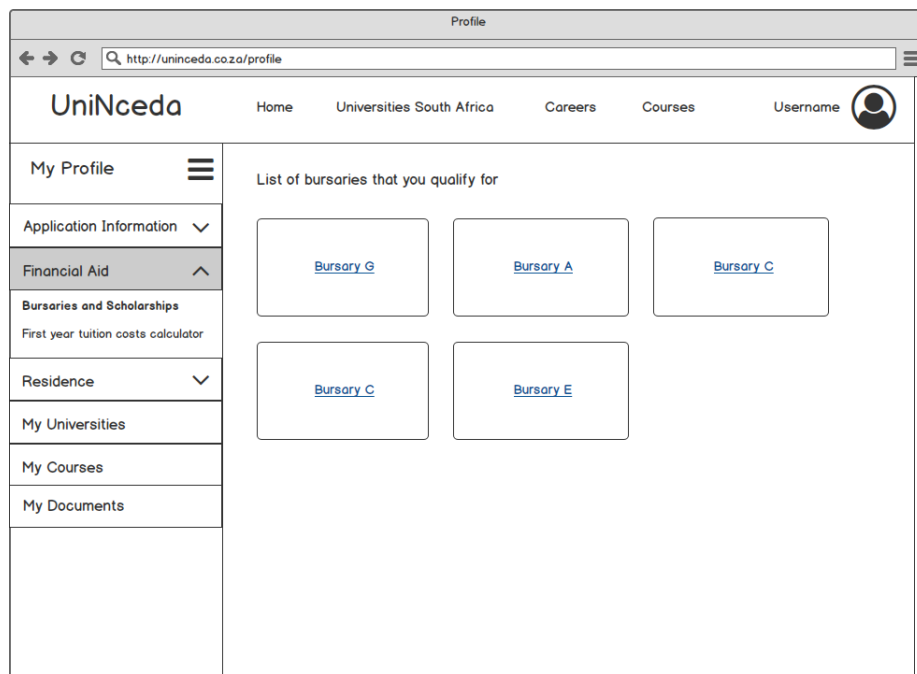 Profile
http://uninceda.co.za/profile
UniNceda
Home Universities South Africa Careers Courses Username
My Profile
List of bursaries that you qualify for
Application Information
Financial Aid
Bursaries and Scholarships
First year tuition costs calculator
Residence
My Universities
My Courses
My Documents
Bursary G Bursary A Bursary C
Bursary C Bursary E